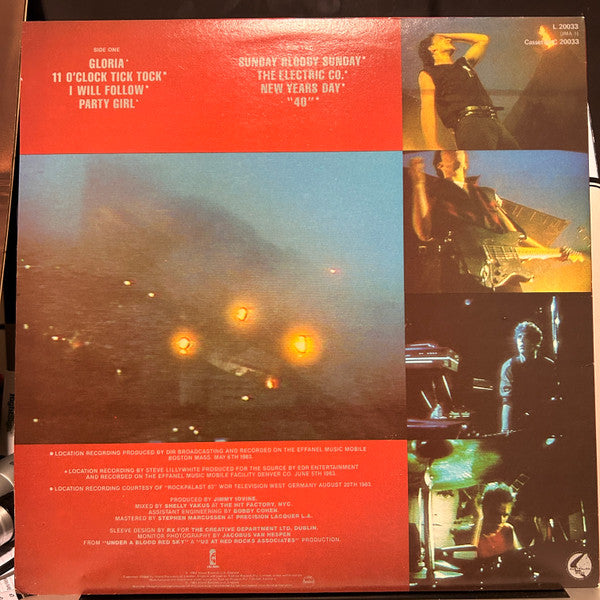 SIDE ONE
GLORIA
11 O'CLOCK TICK TOCK*
I WILL FOLLOW*
PARTY GIRL
SIDE TWO
SUNDAY BLOODY SUNDAY*
THE ELECTRIC CO.
NEW YEARS DAY*
"40"
L 20033
Cassette C 20033
LOCATION RECORDING PRODUCED BY DIR BROADCASTING AND RECORDED ON THE EFFANEL MUSIC MOBILE
BOSTON MASS. MAY 6TH 1983.
LOCATION RECORDING BY STEVE LILLYWHITE PRODUCED FOR THE SOURCE BY EDR ENTERTAINMENT
AND RECORDED ON THE EFFANEL MUSIC MOBILE FACILITY DENVER CO. JUNE 5TH 1983.
LOCATION RECORDING COURTESY OF "ROCKPALAST 83" WDR TELEVISION WEST GERMANY AUGUST 20TH 1983.
PRODUCED BY JIMMY IOVINE.
MIXED BY SHELLY YAKUS AT THE HIT FACTORY, NYC.
ASSISTANT ENGINEERING BY BOBBY COHEN.
MASTERED BY STEPHEN MARCUSSEN AT PRECISION LACQUER L.A.
SLEEVE DESIGN BY RX FOR THE CREATIVE DEPARTMENT LTD, DUBLIN.
MONITOR PHOTOGRAPHY BY JACOBUS VAN HESPEN
FROM "UNDER A BLOOD RED SKY" A "U2 AT RED ROCKS ASSOCIATES" PRODUCTION.